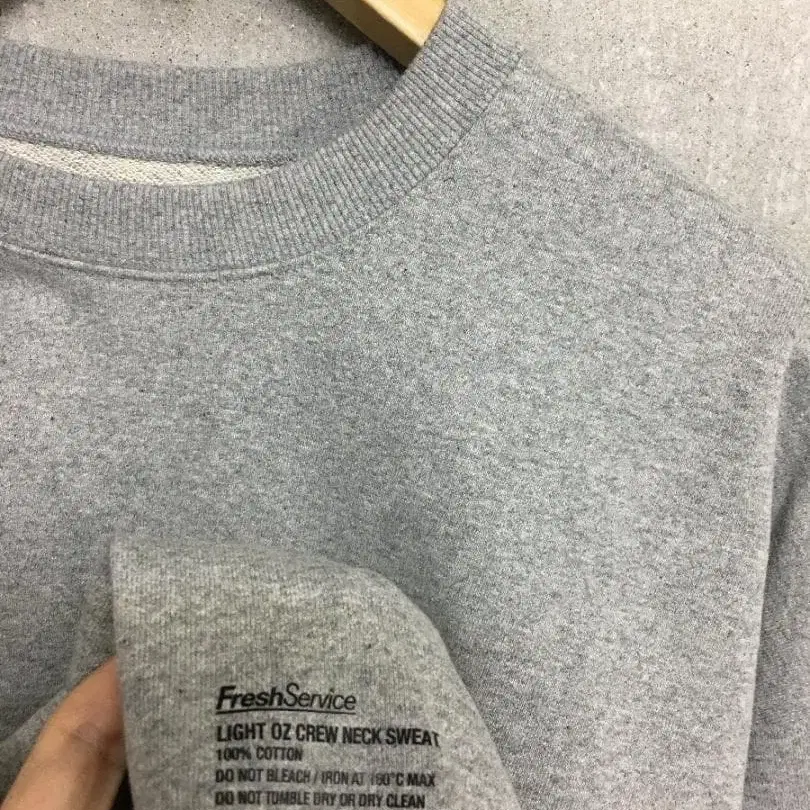 FreshService
LIGHT OZ CREW NECK SWEAT
100% COTTON
DO NOT BLEACH / IRON AT 160°C MAX
DO NOT TUMBLE DRY OR DRY CLEAN